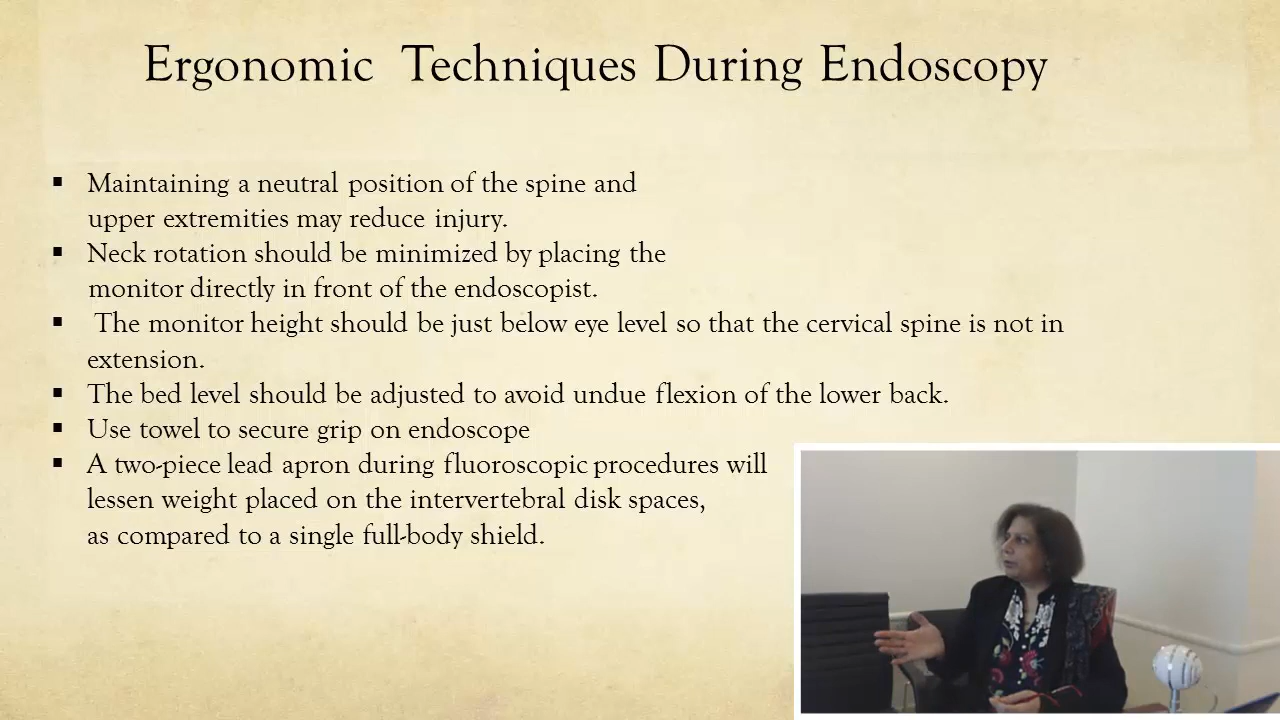 Ergonomic Techniques During Endoscopy
▪ Maintaining a neutral position of the spine and
upper extremities may reduce injury.
▪ Neck rotation should be minimized by placing the
monitor directly in front of the endoscopist.
▪ The monitor height should be just below eye level so that the cervical spine is not in
extension.
▪ The bed level should be adjusted to avoid undue flexion of the lower back.
▪ Use towel to secure grip on endoscope
▪ A two-piece lead apron during fluoroscopic procedures will
lessen weight placed on the intervertebral disk spaces,
as compared to a single full-body shield.